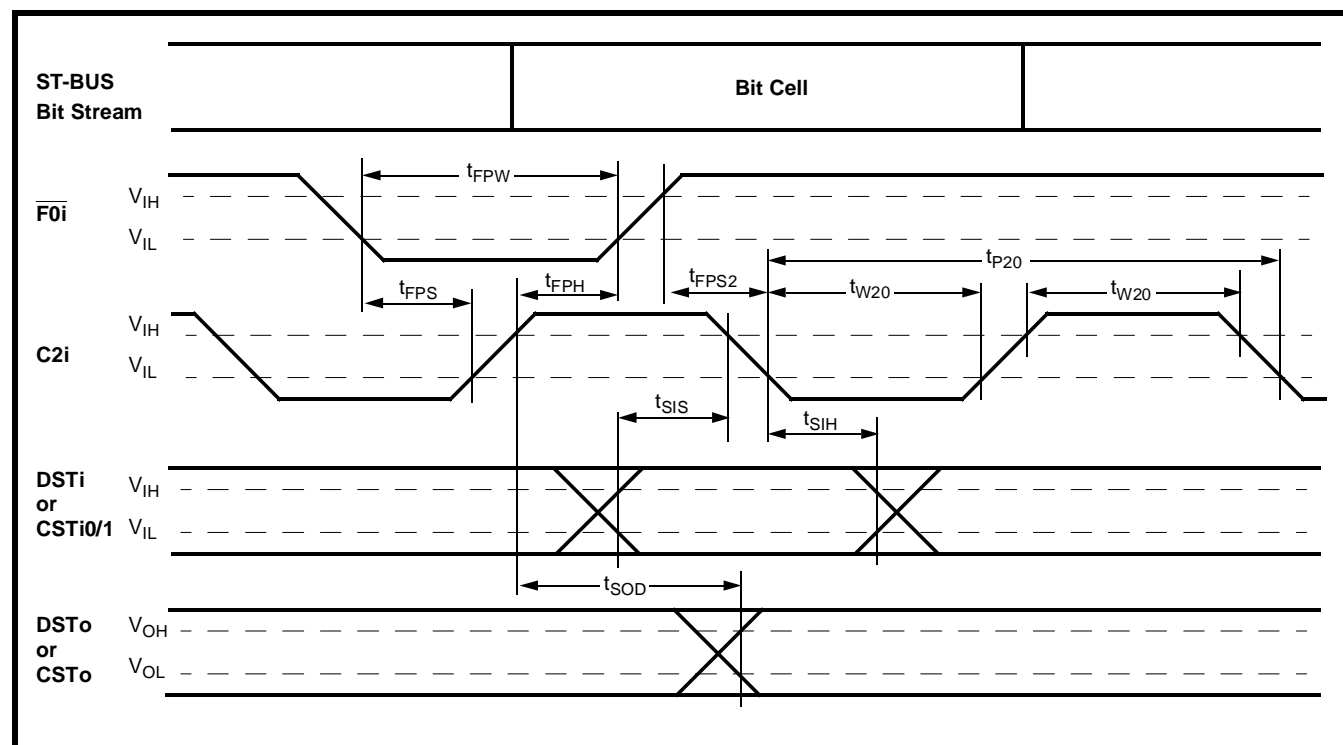 ST-BUS
Bit Stream
Bit Cell
tFPW
F0i
VIH
VIL
tP20
tFPS
tFPH
tFPS2
tW20
tW20
C2i
VIH
VIL
tSIS
tSIH
DSTi
or
CSTi0/1
VIH
VIL
tSOD
DSTo
or
CSTo
VOH
VOL